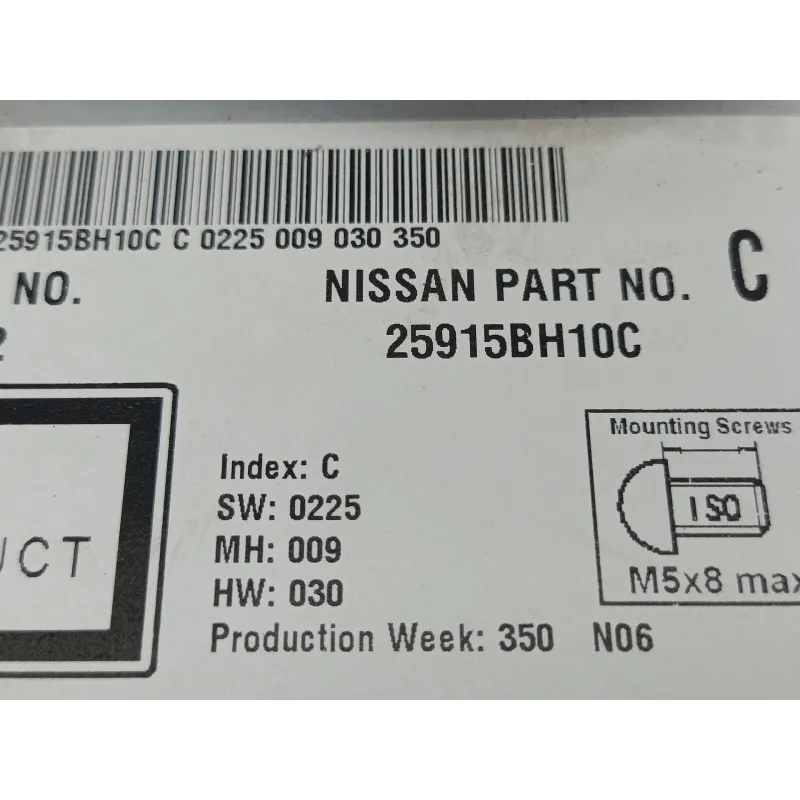 25915BH10C C 0225 009 030 350
NO.
NISSAN PART NO. C
2
25915BH10C
Index: C
SW: 0225
MH: 009
HW: 030
Production Week: 350 N06
UCT
Mounting Screws
ISO
M5x8 max